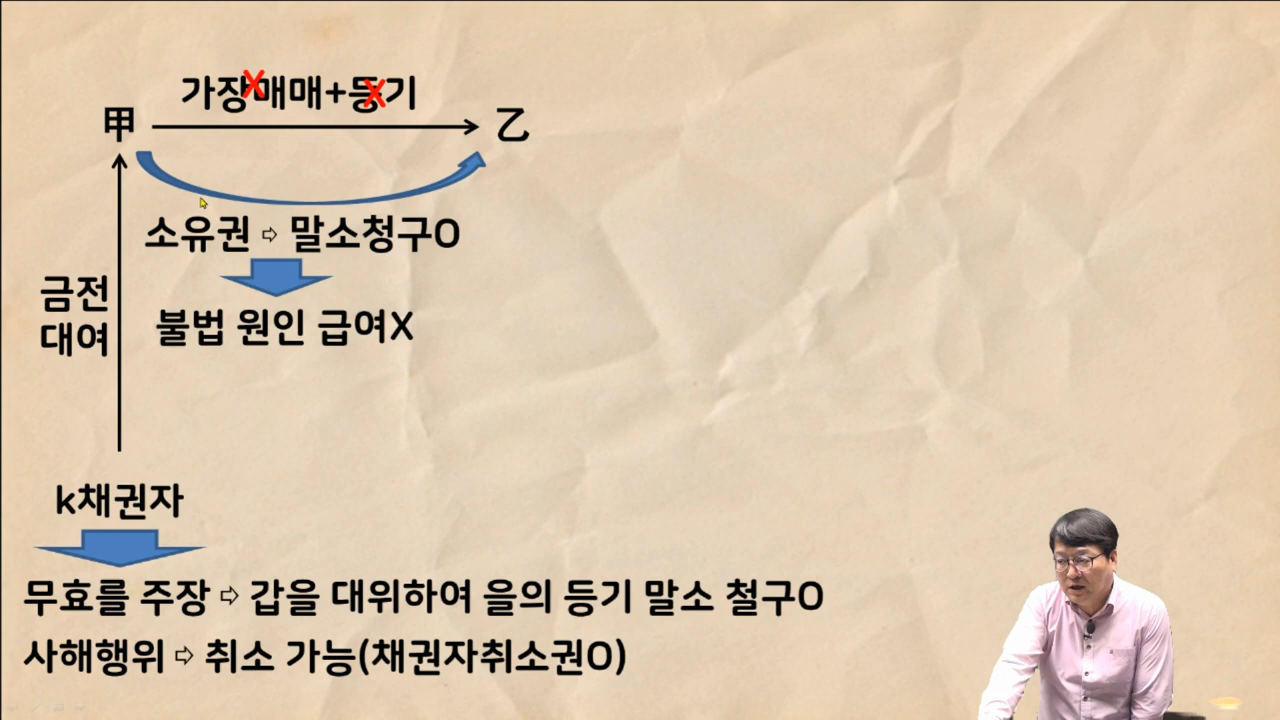 가장매매+등기
甲 乙
소유권 ⇨ 말소청구O
금전
대여
불법 원인 급여X
k채권자
무효를 주장 ⇨ 갑을 대위하여 을의 등기 말소 철구O
사해행위 ⇨ 취소 가능(채권자취소권O)